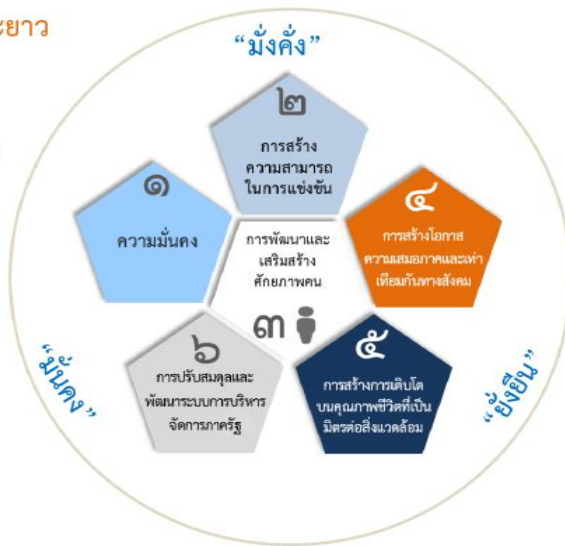 ะยาว
“มั่งคั่ง”
๒
การสร้าง
ความสามารถ
ในการแข่งขัน
๑
ความมั่นคง
๔
การสร้างโอกาส
ความเสมอภาคและเท่า
เทียมกันทางสังคม
การพัฒนาและ
เสริมสร้าง
ศักยภาพคน
๓
๖
การปรับสมดุลและ
พัฒนาระบบการบริหาร
จัดการภาครัฐ
๕
การสร้างการเติบโต
บนคุณภาพชีวิตที่เป็น
มิตรต่อสิ่งแวดล้อม
“มั่นคง”
“ยั่งยืน”